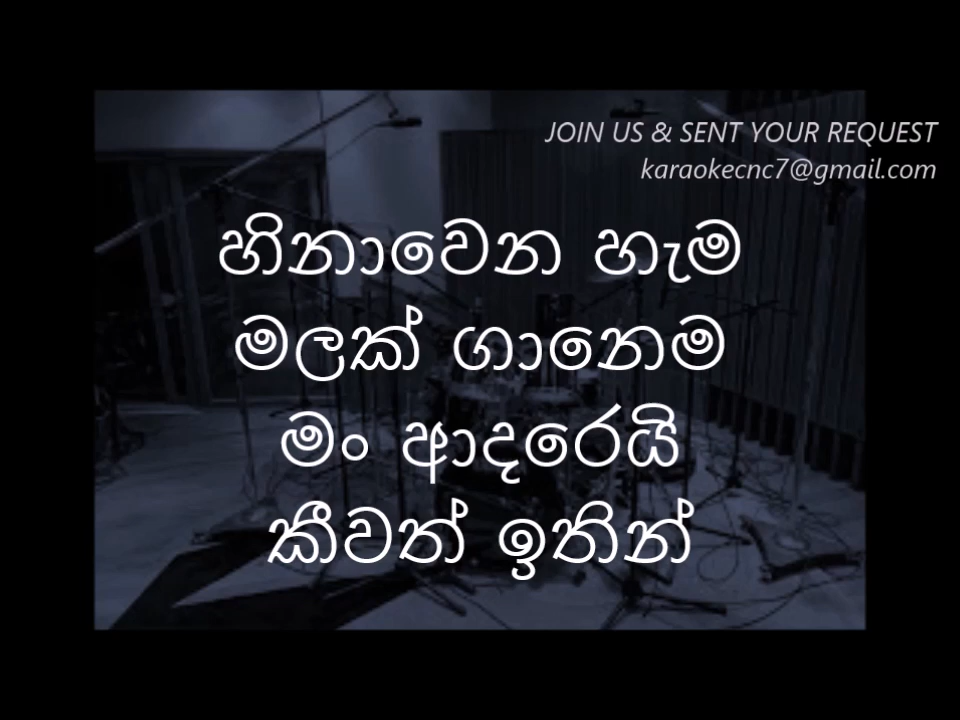 JOIN US & SENT YOUR REQUEST
karaokecnc7@gmail.com
හිනාවෙන හැම
මලක් ගානෙම
මං ආදරෙයි
කීවත් ඉතින්